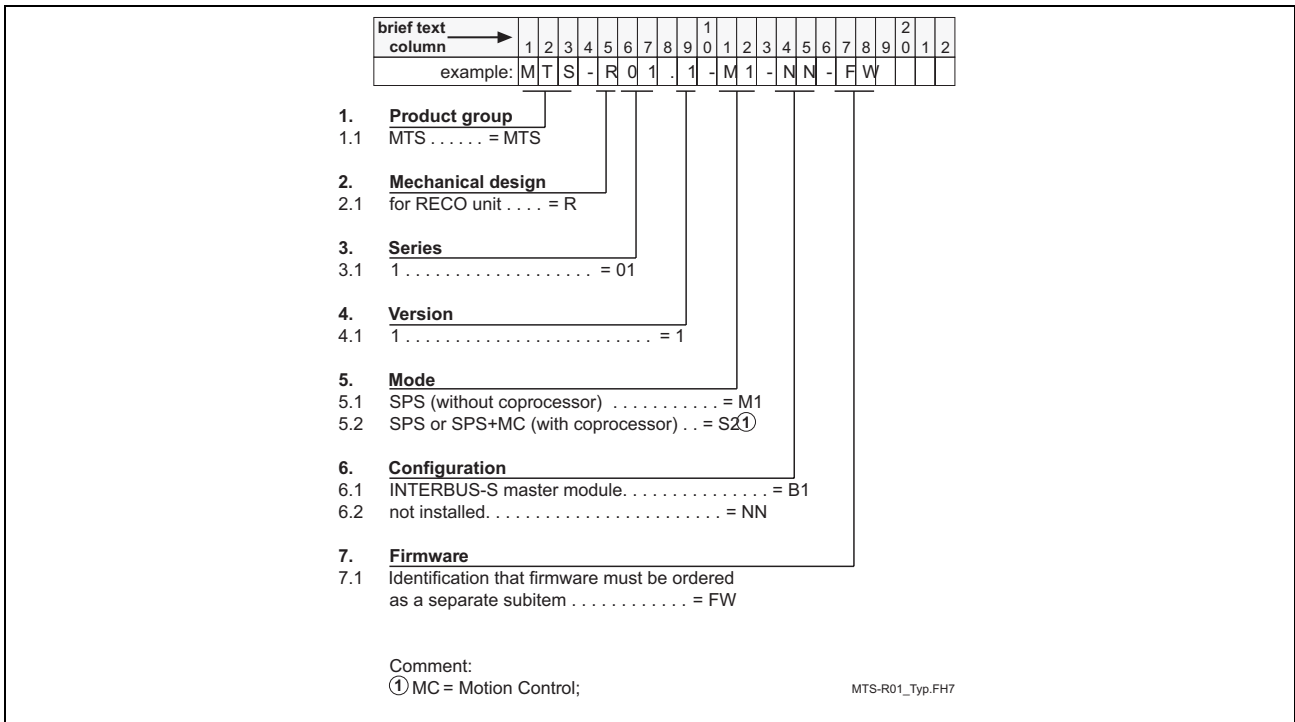 brief text
column 1 2 3 4 5 6 7 8 9 10 1 2 3 4 5 6 7 8 9 20 1 2
example: M T S - R 0 1 . 1 - M 1 - N N - F W
1. Product group
1.1 MTS . . . . . . = MTS
2. Mechanical design
2.1 for RECO unit . . . . = R
3. Series
3.1 1 . . . . . . . . . . . . . . . . . . . = 01
4. Version
4.1 1 . . . . . . . . . . . . . . . . . . . . . . . . . = 1
5. Mode
5.1 SPS (without coprocessor) . . . . . . . . . . . = M1
5.2 SPS or SPS+MC (with coprocessor) . . = S2①
6. Configuration
6.1 INTERBUS-S master module. . . . . . . . . . . . . . . = B1
6.2 not installed. . . . . . . . . . . . . . . . . . . . . . . . = NN
7. Firmware
7.1 Identification that firmware must be ordered
as a separate subitem . . . . . . . . . . . . = FW
Comment:
① MC = Motion Control;
MTS-R01_Typ.FH7